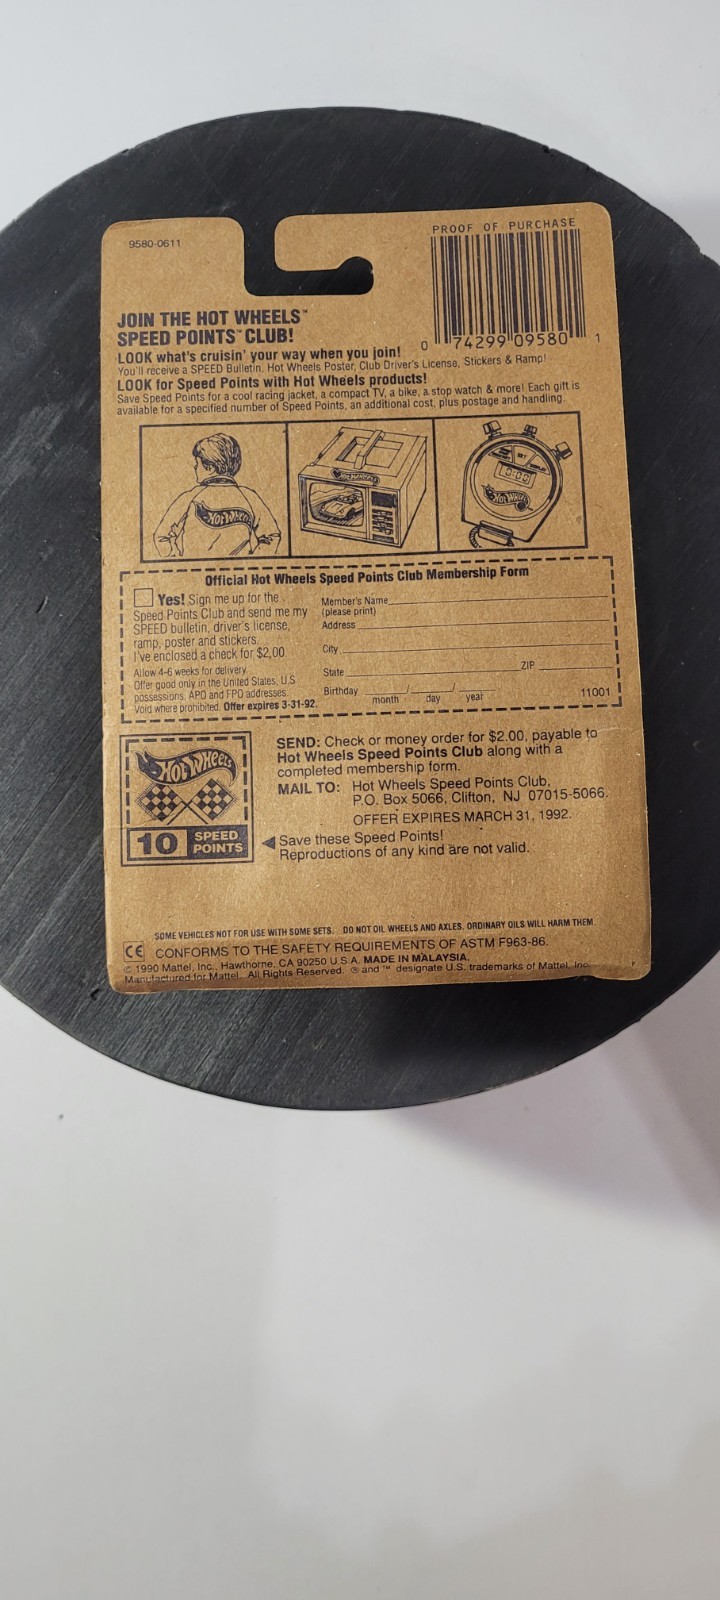 9580-0611
PROOF OF PURCHASE
0 74299 09580 1
JOIN THE HOT WHEELS™
SPEED POINTS™ CLUB!
LOOK what's cruisin' your way when you join!
You'll receive a SPEED Bulletin, Hot Wheels Poster, Club Driver's License, Stickers & Ramp!
LOOK for Speed Points with Hot Wheels products!
Save Speed Points for a cool racing jacket, a compact TV, a bike, a stop watch & more! Each gift is
available for a specified number of Speed Points, an additional cost, plus postage and handling.
HOT WHEELS
HOT WHEELS
SET
0:00
HOT WHEELS
Official Hot Wheels Speed Points Club Membership Form
Yes! Sign me up for the
Speed Points Club and send me my
SPEED bulletin, driver's license,
ramp, poster and stickers.
I've enclosed a check for $2.00.
Allow 4-6 weeks for delivery.
Offer good only in the United States, U.S
possessions, APO and FPO addresses.
Void where prohibited. Offer expires 3-31-92.
Member's Name
(please print)
Address
City
State ZIP
Birthday / /
month day year
11001
HOT WHEELS
10 SPEED POINTS
SEND: Check or money order for $2.00, payable to
Hot Wheels Speed Points Club along with a
completed membership form.
MAIL TO: Hot Wheels Speed Points Club,
P.O. Box 5066, Clifton, NJ 07015-5066.
OFFER EXPIRES MARCH 31, 1992.
Save these Speed Points!
Reproductions of any kind are not valid.
SOME VEHICLES NOT FOR USE WITH SOME SETS. DO NOT OIL WHEELS AND AXLES. ORDINARY OILS WILL HARM THEM.
CE CONFORMS TO THE SAFETY REQUIREMENTS OF ASTM F963-86.
© 1990 Mattel, Inc., Hawthorne, CA 90250 U.S.A. MADE IN MALAYSIA.
Manufactured for Mattel. All Rights Reserved. ® and ™ designate U.S. trademarks of Mattel, Inc.